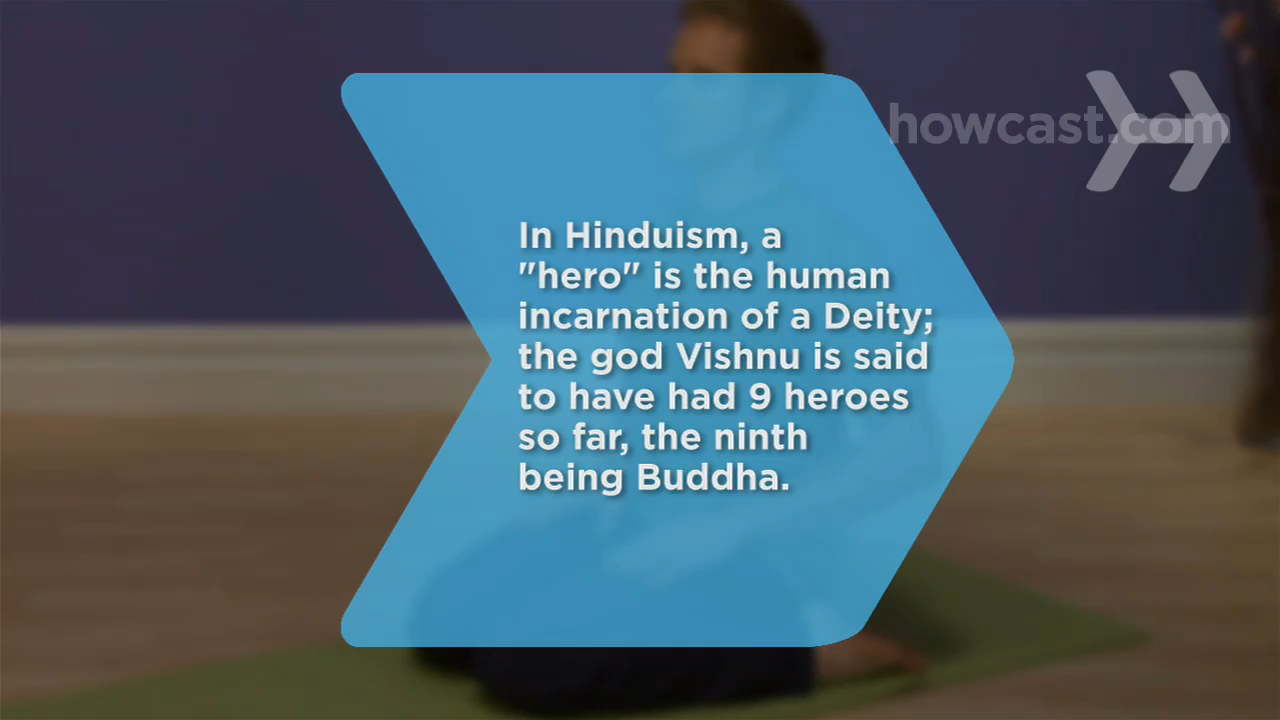 howcast.com
In Hinduism, a
"hero" is the human
incarnation of a Deity;
the god Vishnu is said
to have had 9 heroes
so far, the ninth
being Buddha.